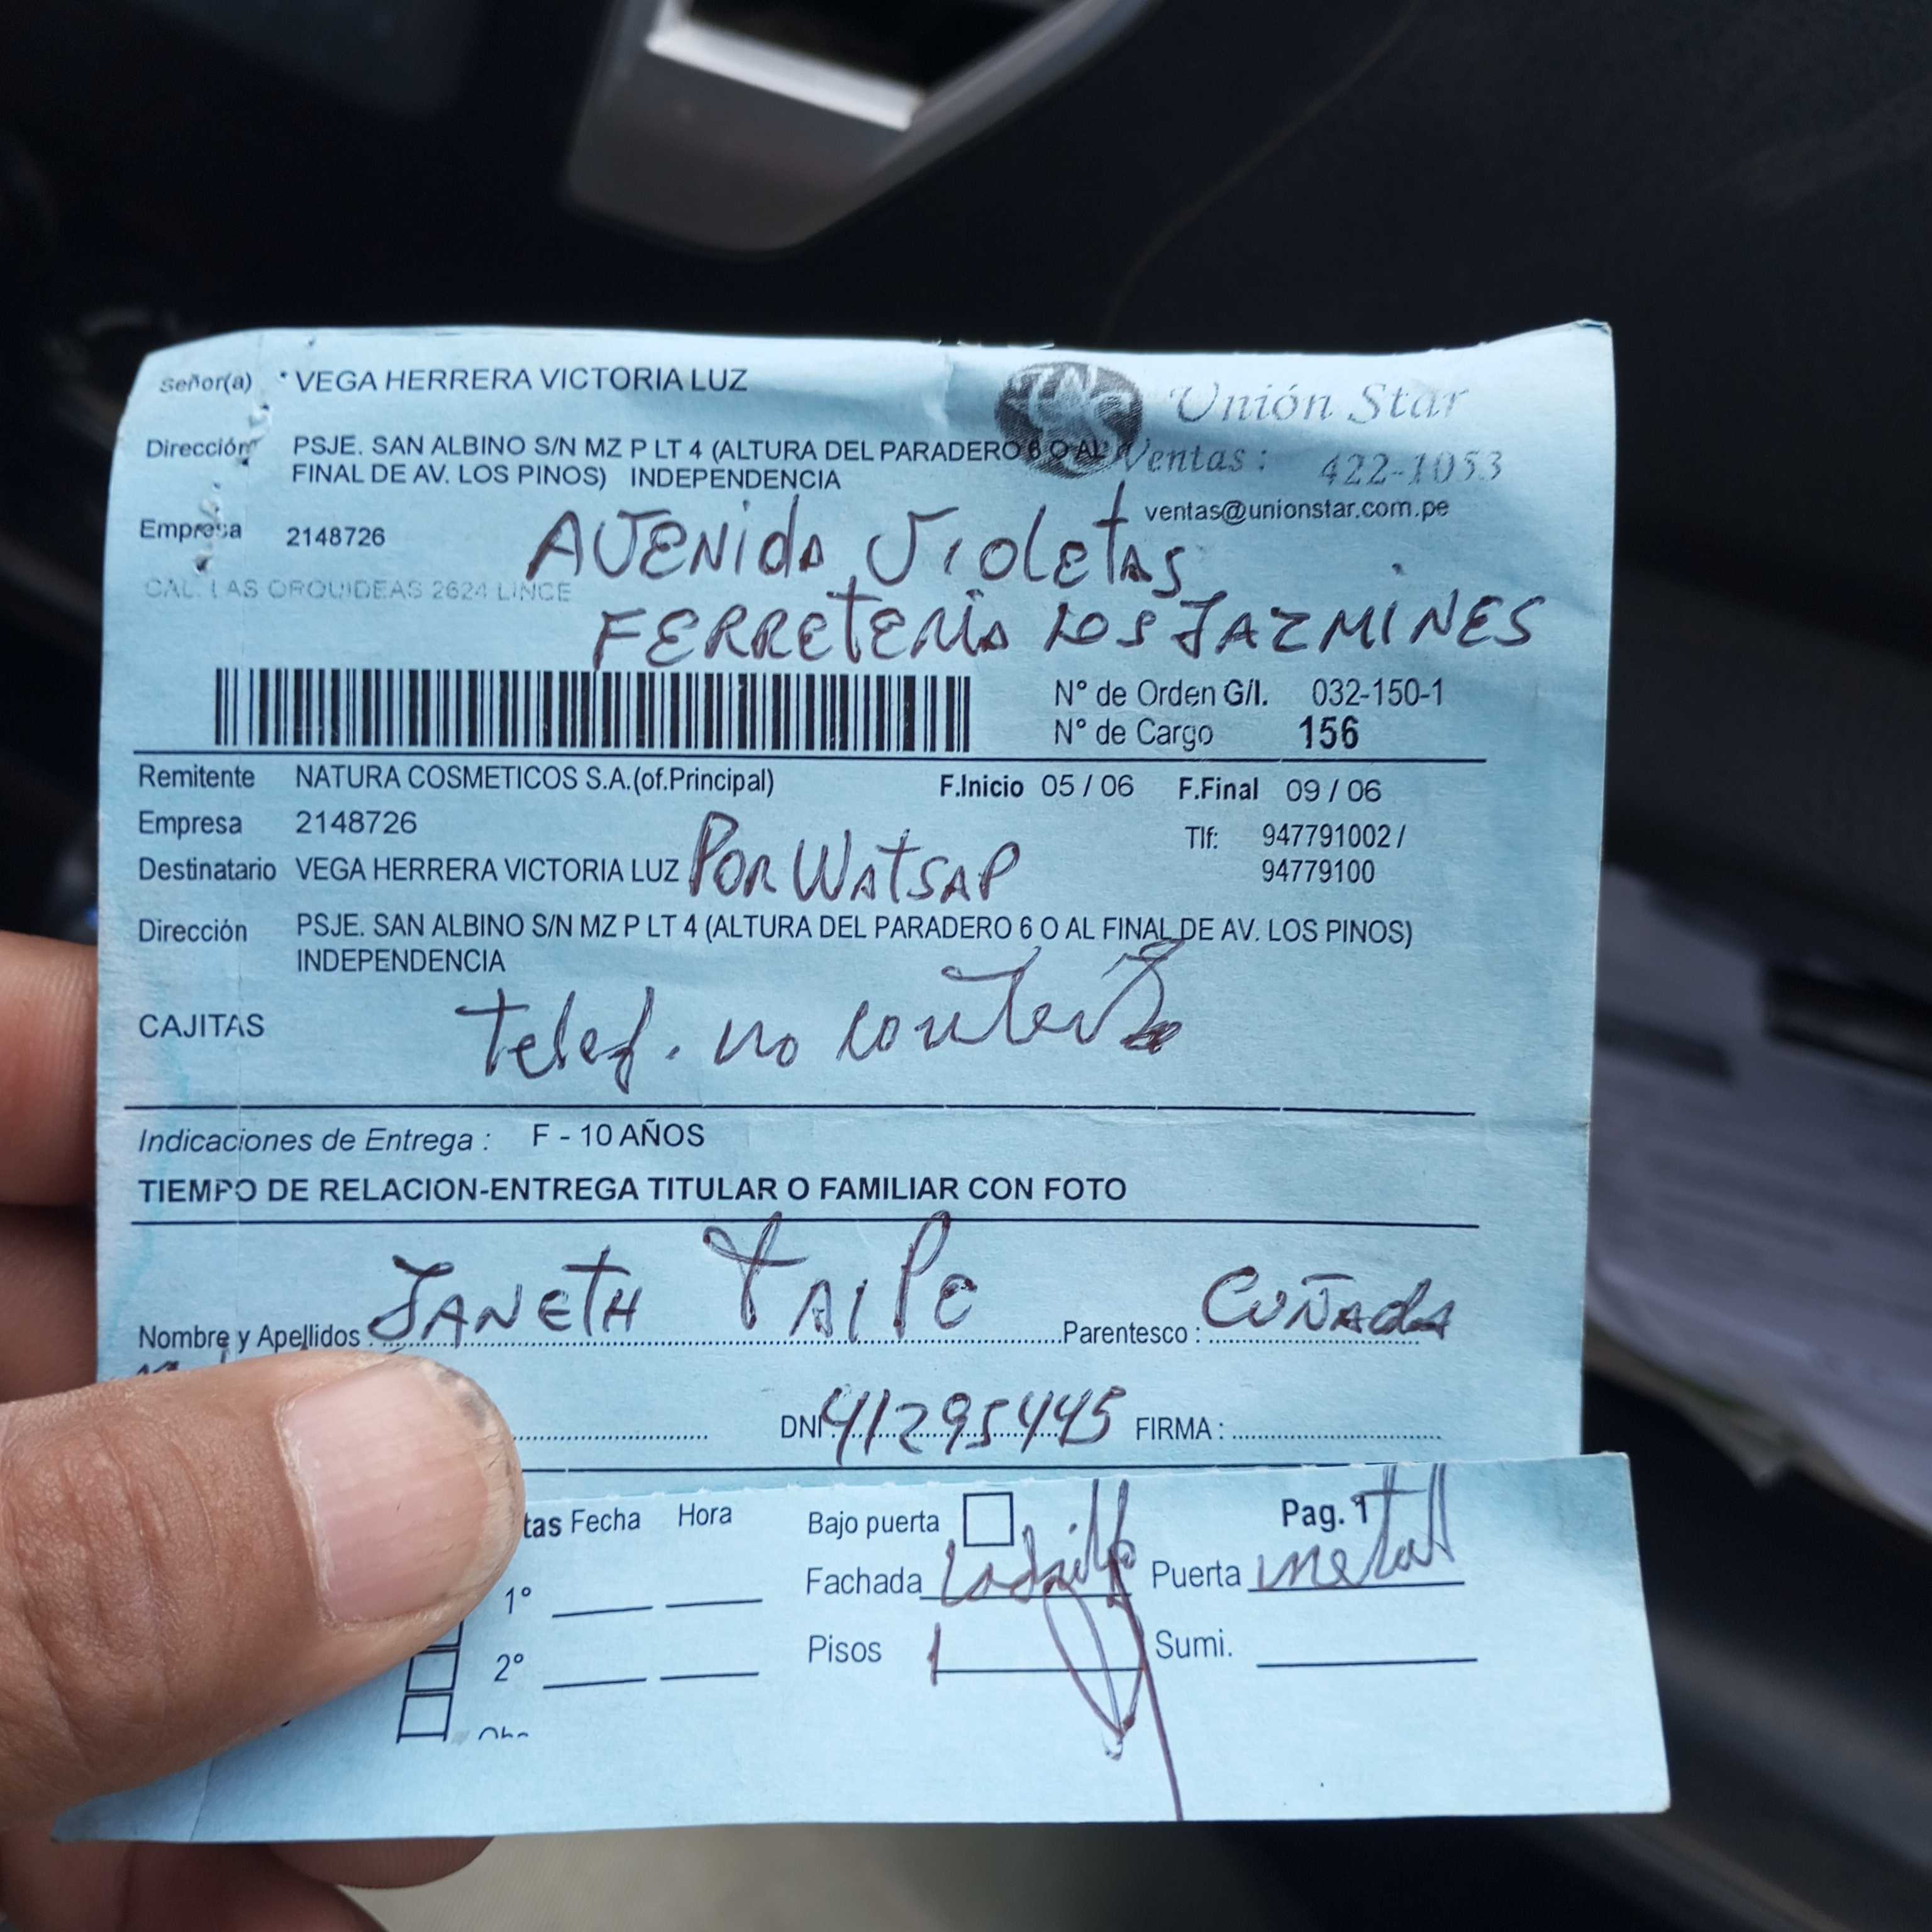 Señor(a) * VEGA HERRERA VICTORIA LUZ
Unión Star
Dirección PSJE. SAN ALBINO S/N MZ P LT 4 (ALTURA DEL PARADERO 6 O AL
FINAL DE AV. LOS PINOS) INDEPENDENCIA
Ventas : 422-1053
ventas@unionstar.com.pe
Empresa 2148726
AVENida Violetas
CAL. LAS ORQUIDEAS 2624 LINCE
FERREteria Los JAZMINES
N° de Orden G/I. 032-150-1
N° de Cargo 156
Remitente NATURA COSMETICOS S.A.(of.Principal) F.Inicio 05 / 06 F.Final 09 / 06
Empresa 2148726 Tlf: 947791002 /
94779100
Destinatario VEGA HERRERA VICTORIA LUZ Por WAtSAP
Dirección PSJE. SAN ALBINO S/N MZ P LT 4 (ALTURA DEL PARADERO 6 O AL FINAL DE AV. LOS PINOS)
INDEPENDENCIA
CAJITAS
telef. no contesta
Indicaciones de Entrega : F - 10 AÑOS
TIEMPO DE RELACION-ENTREGA TITULAR O FAMILIAR CON FOTO
Nombre y Apellidos : JANETH TAIPE Parentesco : CUÑAdA
DNI 41295445 FIRMA :
tas Fecha Hora Bajo puerta Pag. 1
1° Fachada Ladrillo Puerta metal
2° Pisos 1 Sumi.